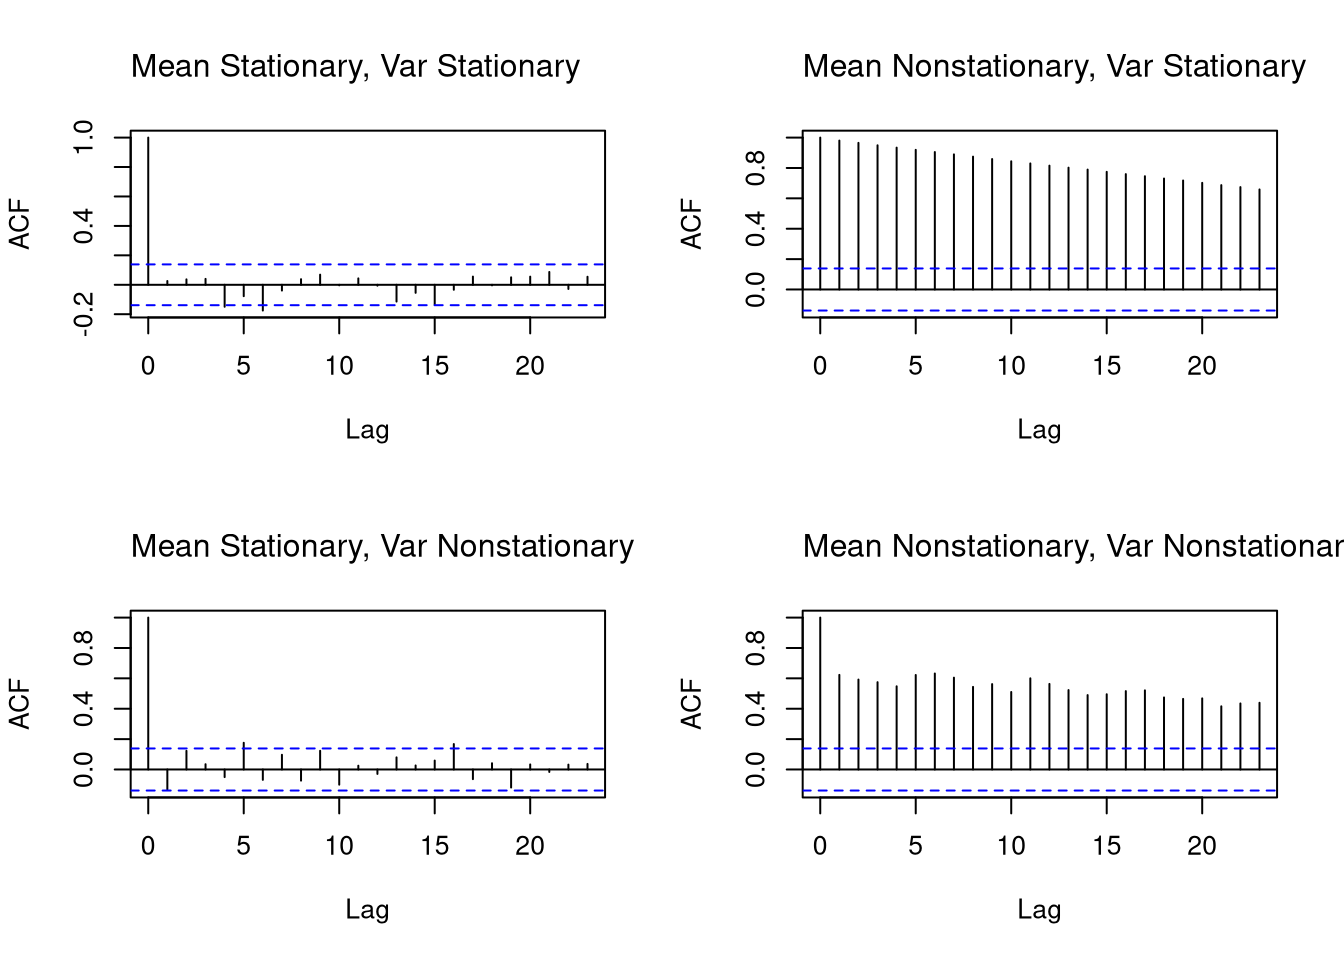 Mean Stationary, Var Stationary
ACF
1.0
0.4
-0.2
0 5 10 15 20
Lag
Mean Nonstationary, Var Stationary
ACF
0.8
0.4
0.0
0 5 10 15 20
Lag
Mean Stationary, Var Nonstationary
ACF
0.8
0.4
0.0
0 5 10 15 20
Lag
Mean Nonstationary, Var Nonstationar
ACF
0.8
0.4
0.0
0 5 10 15 20
Lag